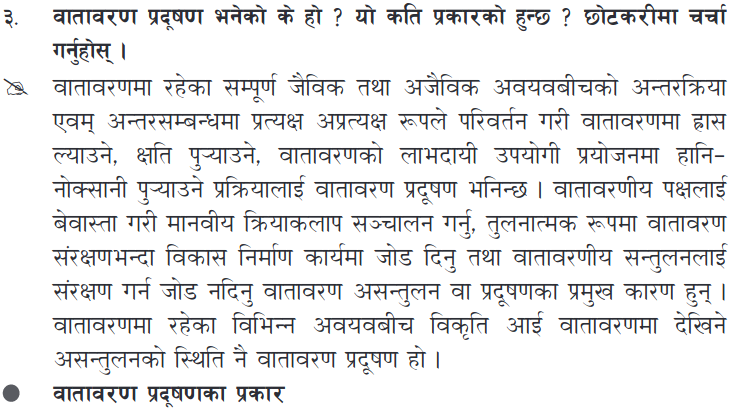 ३. वातावरण प्रदूषण भनेको के हो ? यो कति प्रकारको हुन्छ ? छोटकरीमा चर्चा
गर्नुहोस् ।
वातावरणमा रहेका सम्पूर्ण जैविक तथा अजैविक अवयवबीचको अन्तरक्रिया
एवम् अन्तरसम्बन्धमा प्रत्यक्ष अप्रत्यक्ष रूपले परिवर्तन गरी वातावरणमा ह्रास
ल्याउने, क्षति पुऱ्याउने, वातावरणको लाभदायी उपयोगी प्रयोजनमा हानि–
नोक्सानी पुऱ्याउने प्रक्रियालाई वातावरण प्रदूषण भनिन्छ । वातावरणीय पक्षलाई
बेवास्ता गरी मानवीय क्रियाकलाप सञ्चालन गर्नु, तुलनात्मक रूपमा वातावरण
संरक्षणभन्दा विकास निर्माण कार्यमा जोड दिनु तथा वातावरणीय सन्तुलनलाई
संरक्षण गर्न जोड नदिनु वातावरण असन्तुलन वा प्रदूषणका प्रमुख कारण हुन् ।
वातावरणमा रहेका विभिन्न अवयवबीच विकृति आई वातावरणमा देखिने
असन्तुलनको स्थिति नै वातावरण प्रदूषण हो ।
● वातावरण प्रदूषणका प्रकार